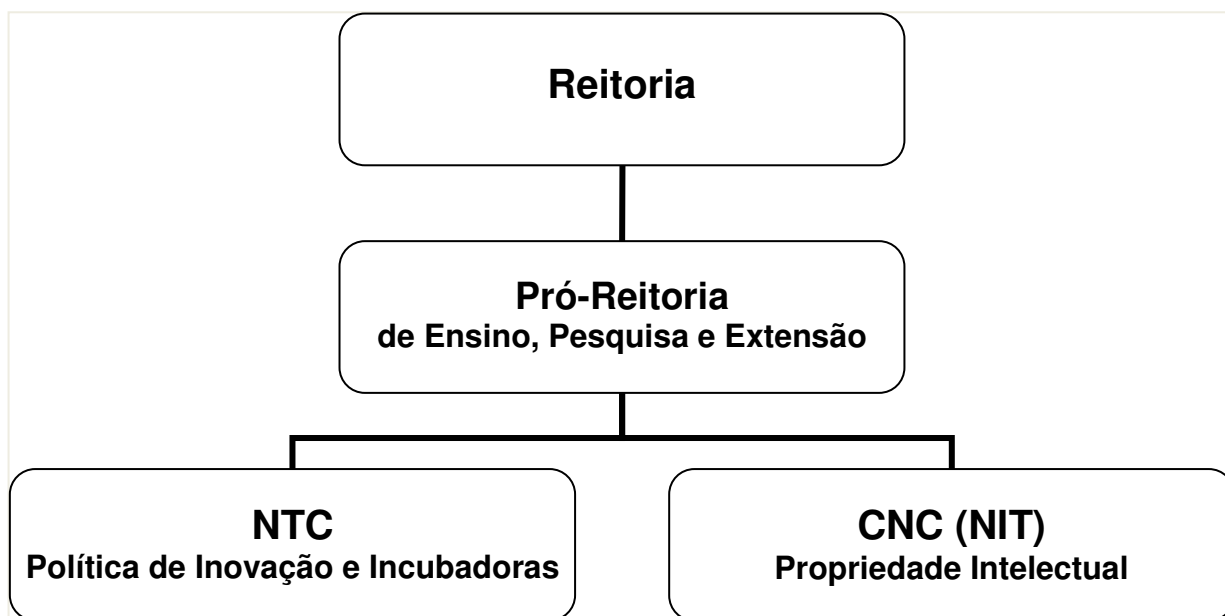 Reitoria
Pró-Reitoria
de Ensino, Pesquisa e Extensão
NTC
Política de Inovação e Incubadoras
CNC (NIT)
Propriedade Intelectual